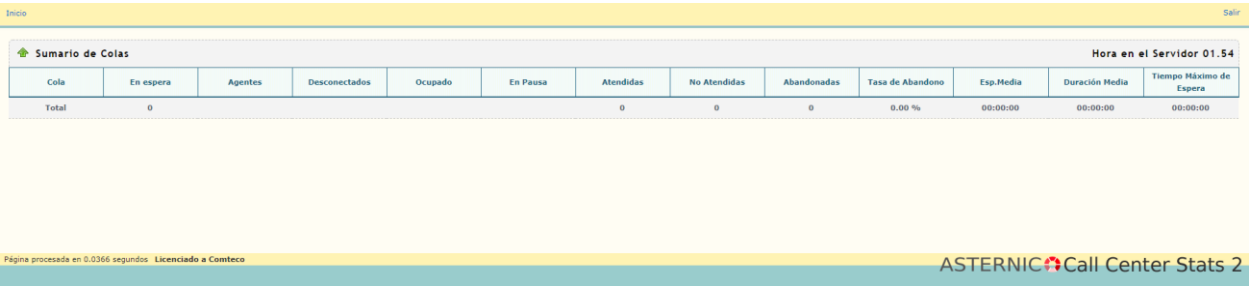 Inicio Salir
Sumario de Colas Hora en el Servidor 01.54
Cola En espera Agentes Desconectados Ocupado En Pausa Atendidas No Atendidas Abandonadas Tasa de Abandono Esp.Media Duración Media Tiempo Máximo de Espera
Total 0 0 0 0 0.00 % 00:00:00 00:00:00 00:00:00
Página procesada en 0.0366 segundos Licenciado a Comteco
ASTERNIC Call Center Stats 2